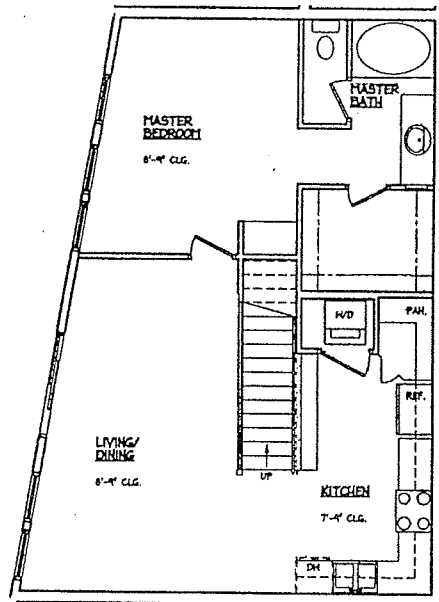 MASTER
BATH
MASTER
BEDROOM
8'-9" CLG.
W/D
PAN.
REF.
LIVING/
DINING
8'-9" CLG.
UP
KITCHEN
7'-9" CLG.
DW